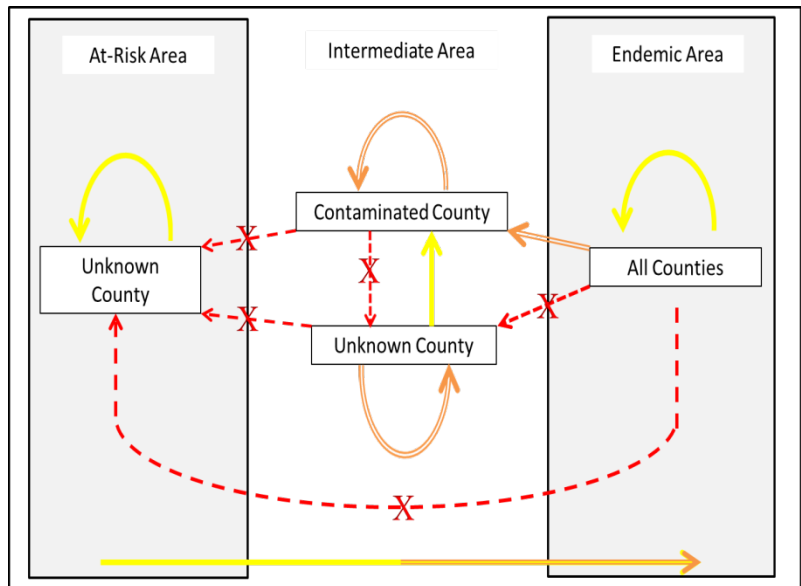 At-Risk Area
Intermediate Area
Endemic Area
Contaminated County
X
X
Unknown
County
All Counties
X
X
Unknown County
X